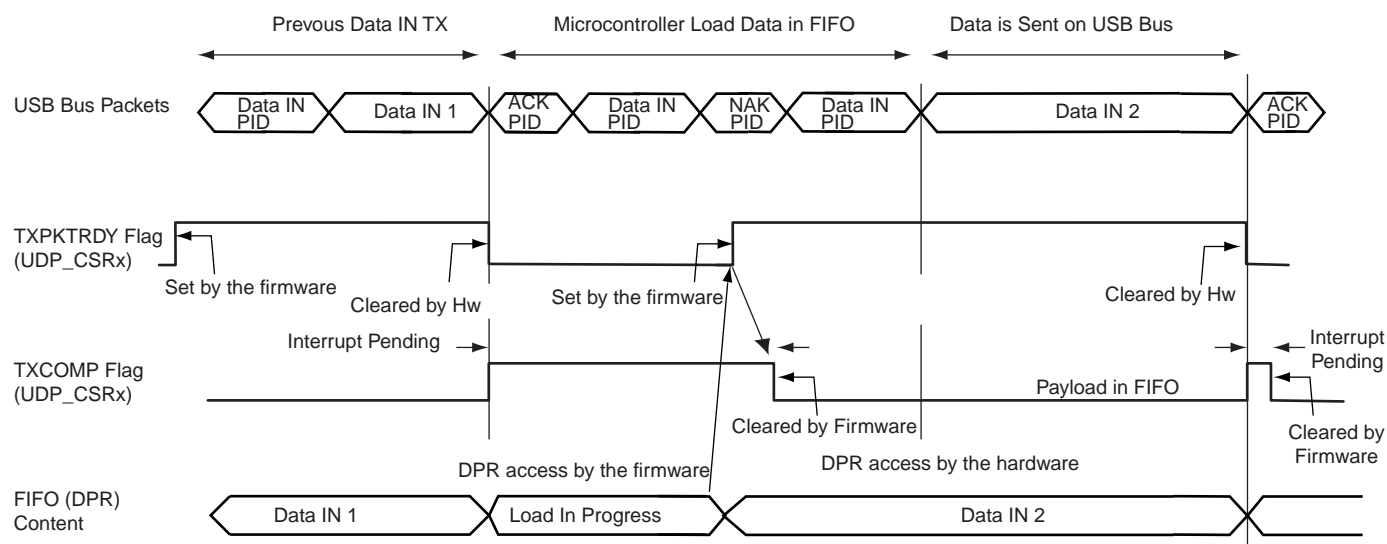 Prevous Data IN TX
Microcontroller Load Data in FIFO
Data is Sent on USB Bus
USB Bus Packets
Data IN
PID
Data IN 1
ACK
PID
Data IN
PID
NAK
PID
Data IN
PID
Data IN 2
ACK
PID
TXPKTRDY Flag
(UDP_CSRx)
Set by the firmware
Cleared by Hw
Set by the firmware
Cleared by Hw
Interrupt Pending
Interrupt
Pending
TXCOMP Flag
(UDP_CSRx)
Payload in FIFO
Cleared by Firmware
Cleared by
Firmware
DPR access by the firmware
DPR access by the hardware
FIFO (DPR)
Content
Data IN 1
Load In Progress
Data IN 2